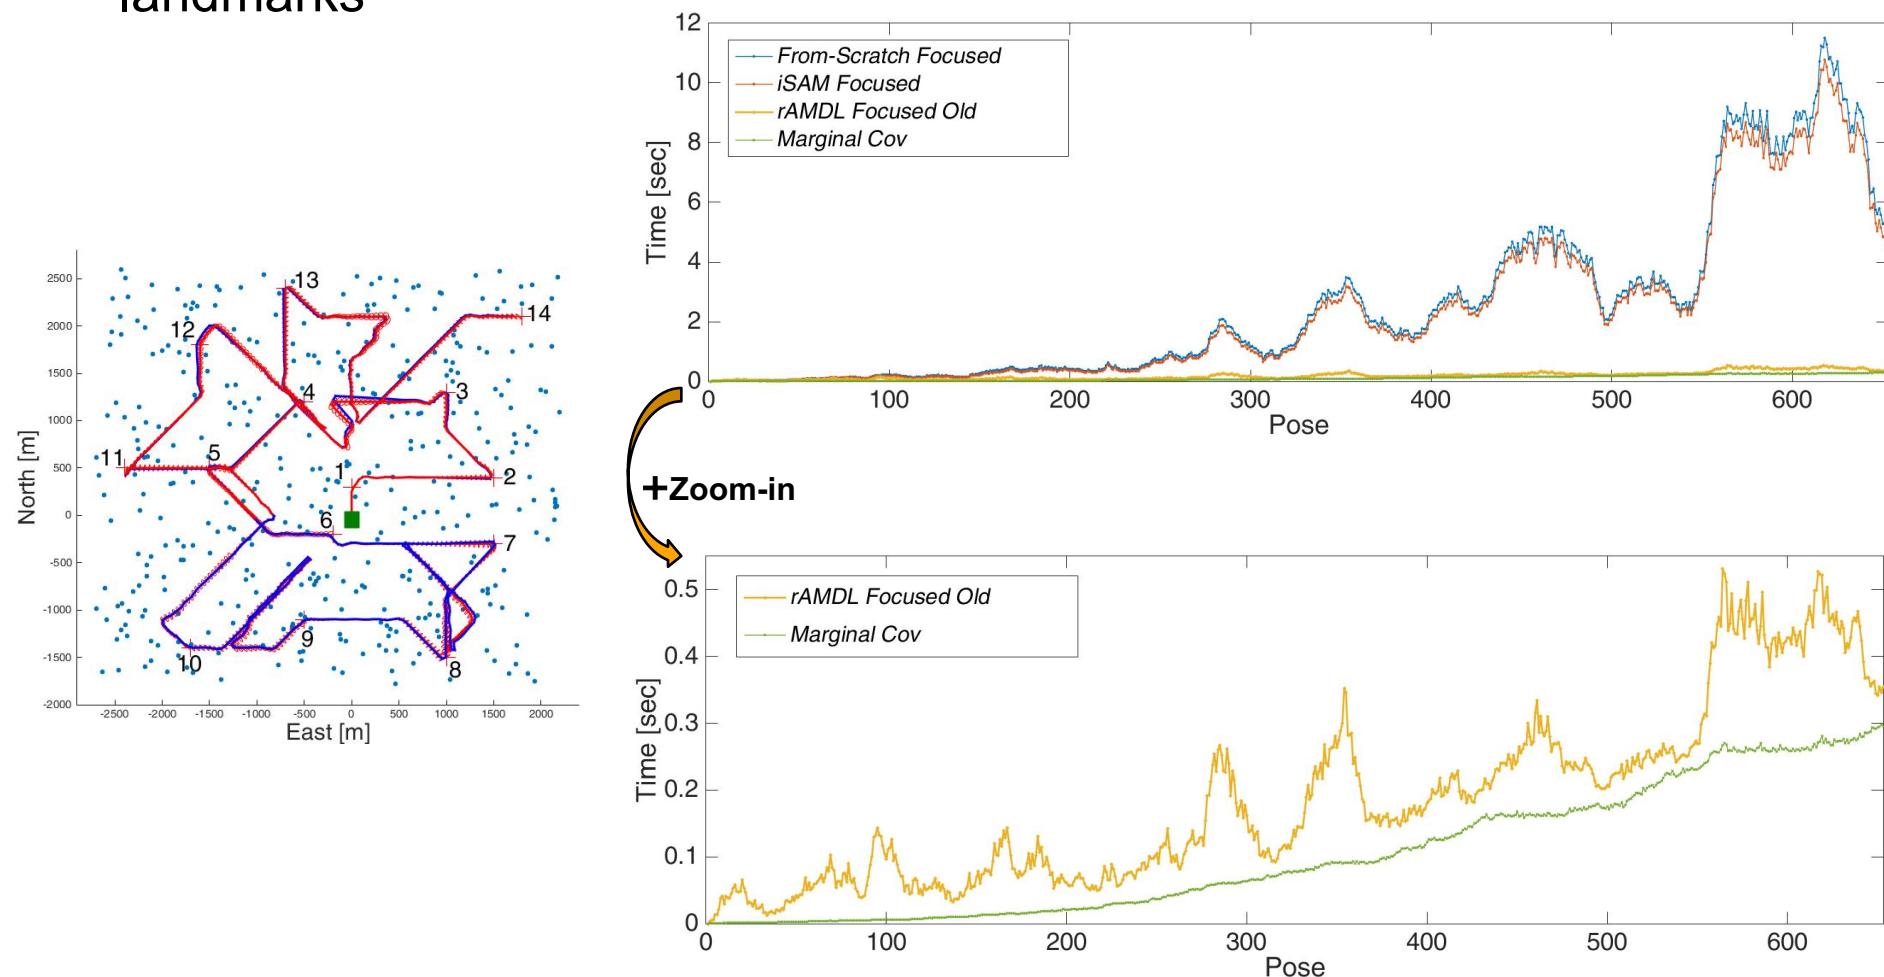 landmarks
12
10
8
6
4
2
0
Time [sec]
From-Scratch Focused
iSAM Focused
rAMDL Focused Old
Marginal Cov
0 100 200 300 400 500 600
Pose
+Zoom-in
0.5
0.4
0.3
0.2
0.1
0
Time [sec]
rAMDL Focused Old
Marginal Cov
0 100 200 300 400 500 600
Pose
2500
2000
1500
1000
500
0
-500
-1000
-1500
-2000
North [m]
13
14
12
4
3
11
5
1
2
6
7
9
10
8
-2500 -2000 -1500 -1000 -500 0 500 1000 1500 2000
East [m]